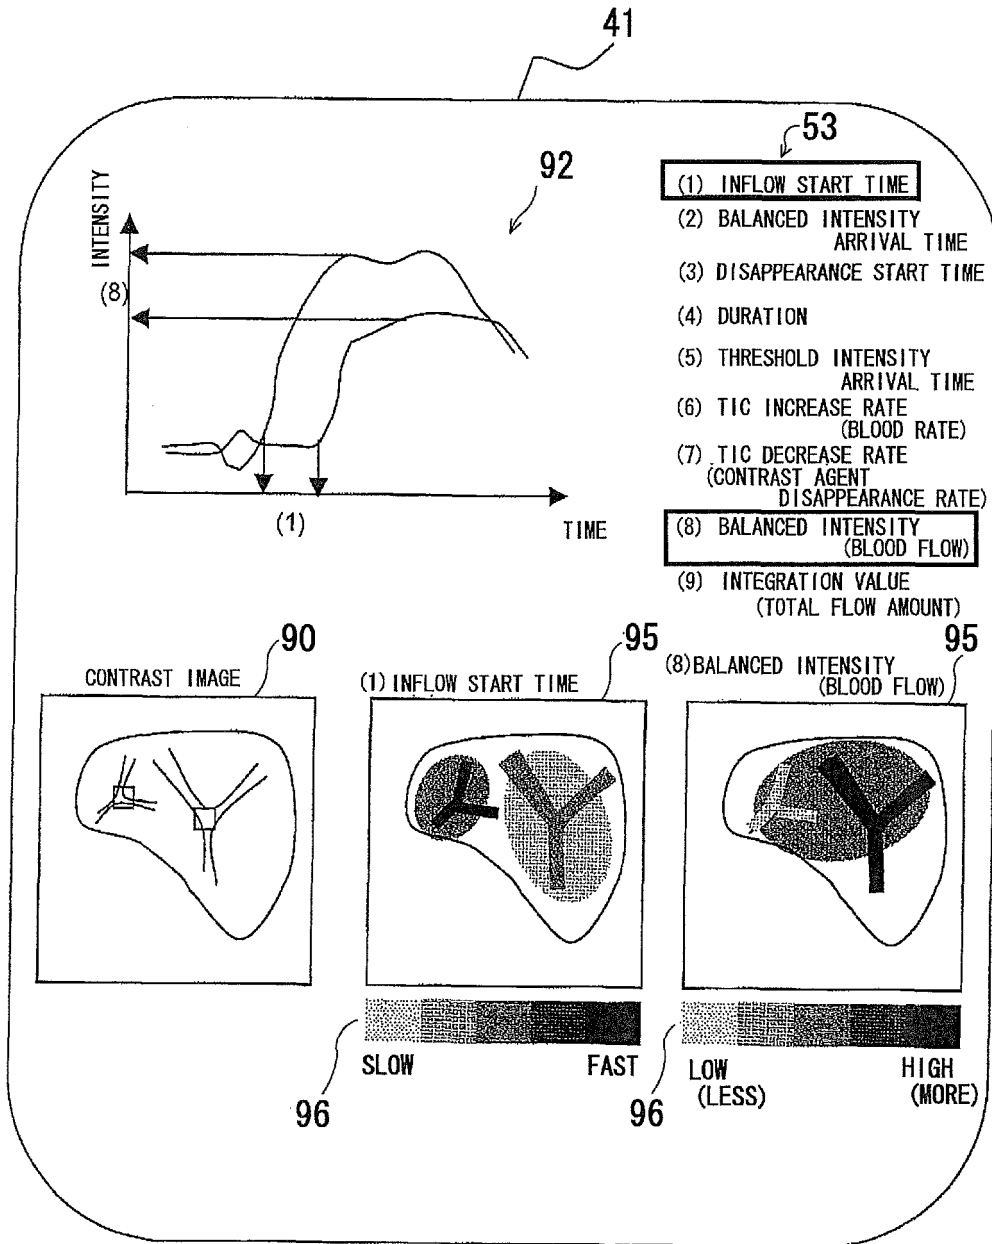 41
53
92
INTENSITY
(8)
(1)
TIME
(1) INFLOW START TIME
(2) BALANCED INTENSITY
ARRIVAL TIME
(3) DISAPPEARANCE START TIME
(4) DURATION
(5) THRESHOLD INTENSITY
ARRIVAL TIME
(6) TIC INCREASE RATE
(BLOOD RATE)
(7) TIC DECREASE RATE
(CONTRAST AGENT
DISAPPEARANCE RATE)
(8) BALANCED INTENSITY
(BLOOD FLOW)
(9) INTEGRATION VALUE
(TOTAL FLOW AMOUNT)
90
CONTRAST IMAGE
95
(1) INFLOW START TIME
95
(8) BALANCED INTENSITY
(BLOOD FLOW)
SLOW FAST
96
LOW HIGH
(LESS) (MORE)
96